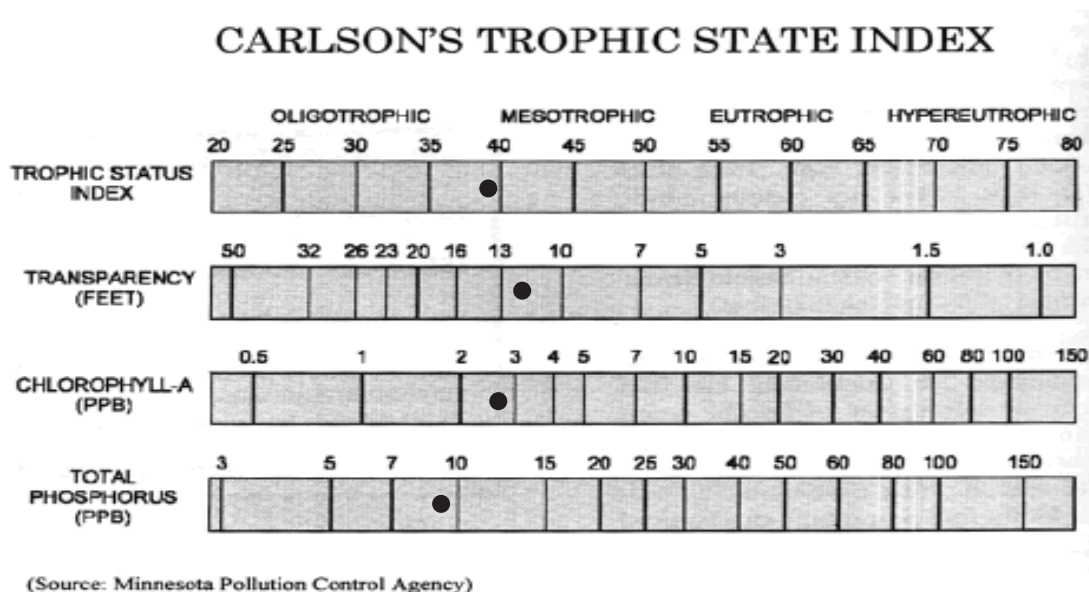 CARLSON'S TROPHIC STATE INDEX
OLIGOTROPHIC MESOTROPHIC EUTROPHIC HYPEREUTROPHIC
20 25 30 35 40 45 50 55 60 65 70 75 80
TROPHIC STATUS
INDEX
50 32 26 23 20 16 13 10 7 5 3 1.5 1.0
TRANSPARENCY
(FEET)
0.5 1 2 3 4 5 7 10 15 20 30 40 60 80 100 150
CHLOROPHYLL-A
(PPB)
3 5 7 10 15 20 25 30 40 50 60 80 100 150
TOTAL
PHOSPHORUS
(PPB)
(Source: Minnesota Pollution Control Agency)